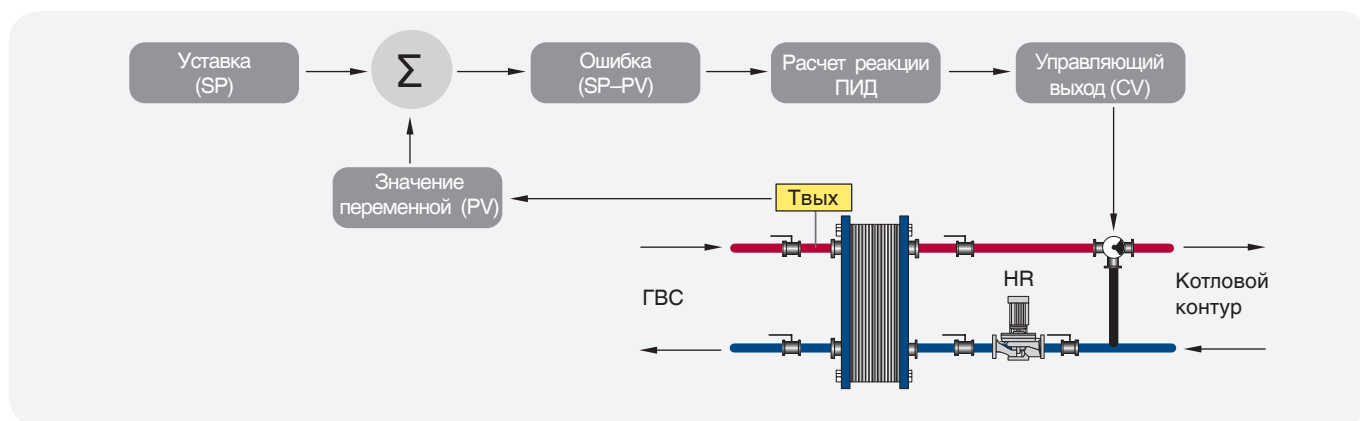 Уставка
(SP)
Σ
Ошибка
(SP–PV)
Расчет реакции
ПИД
Управляющий
выход (CV)
Значение
переменной (PV)
Твых
ГВС
HR
Котловой
контур